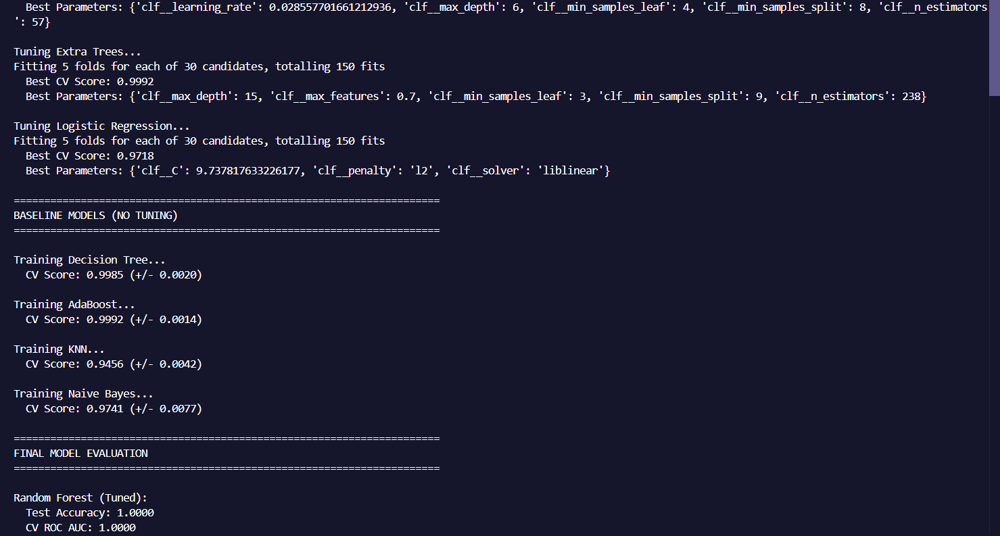 Best Parameters: {'clf__learning_rate': 0.028557701661212936, 'clf__max_depth': 6, 'clf__min_samples_leaf': 4, 'clf__min_samples_split': 8, 'clf__n_estimators
': 57}
Tuning Extra Trees...
Fitting 5 folds for each of 30 candidates, totalling 150 fits
Best CV Score: 0.9992
Best Parameters: {'clf__max_depth': 15, 'clf__max_features': 0.7, 'clf__min_samples_leaf': 3, 'clf__min_samples_split': 9, 'clf__n_estimators': 238}
Tuning Logistic Regression...
Fitting 5 folds for each of 30 candidates, totalling 150 fits
Best CV Score: 0.9718
Best Parameters: {'clf__C': 9.737817633226177, 'clf__penalty': 'l2', 'clf__solver': 'liblinear'}
======================================================================
BASELINE MODELS (NO TUNING)
======================================================================
Training Decision Tree...
CV Score: 0.9985 (+/- 0.0020)
Training AdaBoost...
CV Score: 0.9992 (+/- 0.0014)
Training KNN...
CV Score: 0.9456 (+/- 0.0042)
Training Naive Bayes...
CV Score: 0.9741 (+/- 0.0077)
======================================================================
FINAL MODEL EVALUATION
======================================================================
Random Forest (Tuned):
Test Accuracy: 1.0000
CV ROC AUC: 1.0000